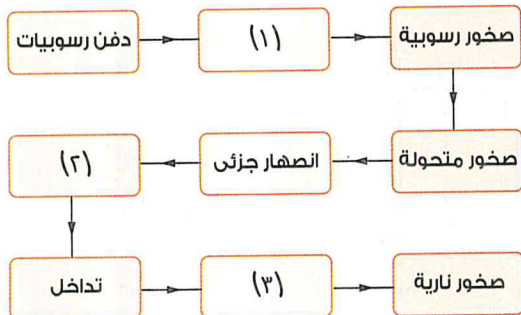 دفن رسوبيات
(١)
صخور رسوبية
صخور متحولة
انصهار جزئى
(٢)
تداخل
(٣)
صخور نارية